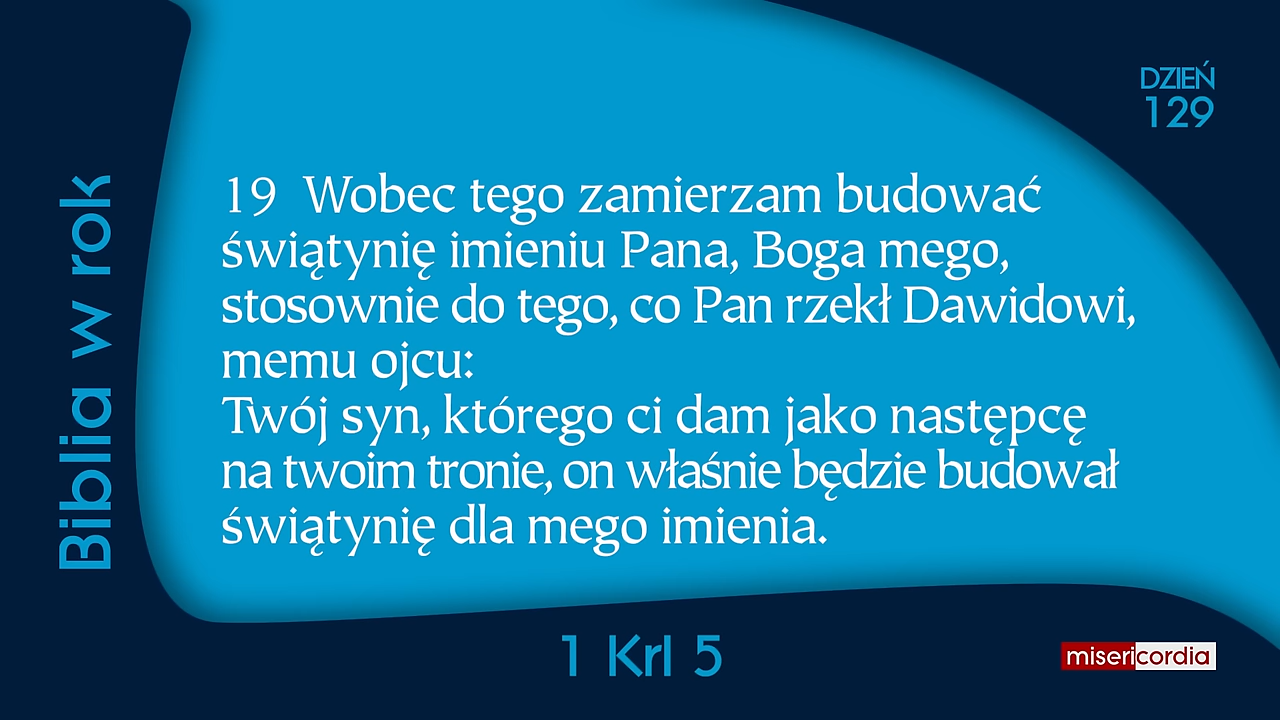 DZIEŃ
129
Biblia w rok
19 Wobec tego zamierzam budować
świątynię imieniu Pana, Boga mego,
stosownie do tego, co Pan rzekł Dawidowi,
memu ojcu:
Twój syn, którego ci dam jako następcę
na twoim tronie, on właśnie będzie budował
świątynię dla mego imienia.
1 Krl 5
misericordia